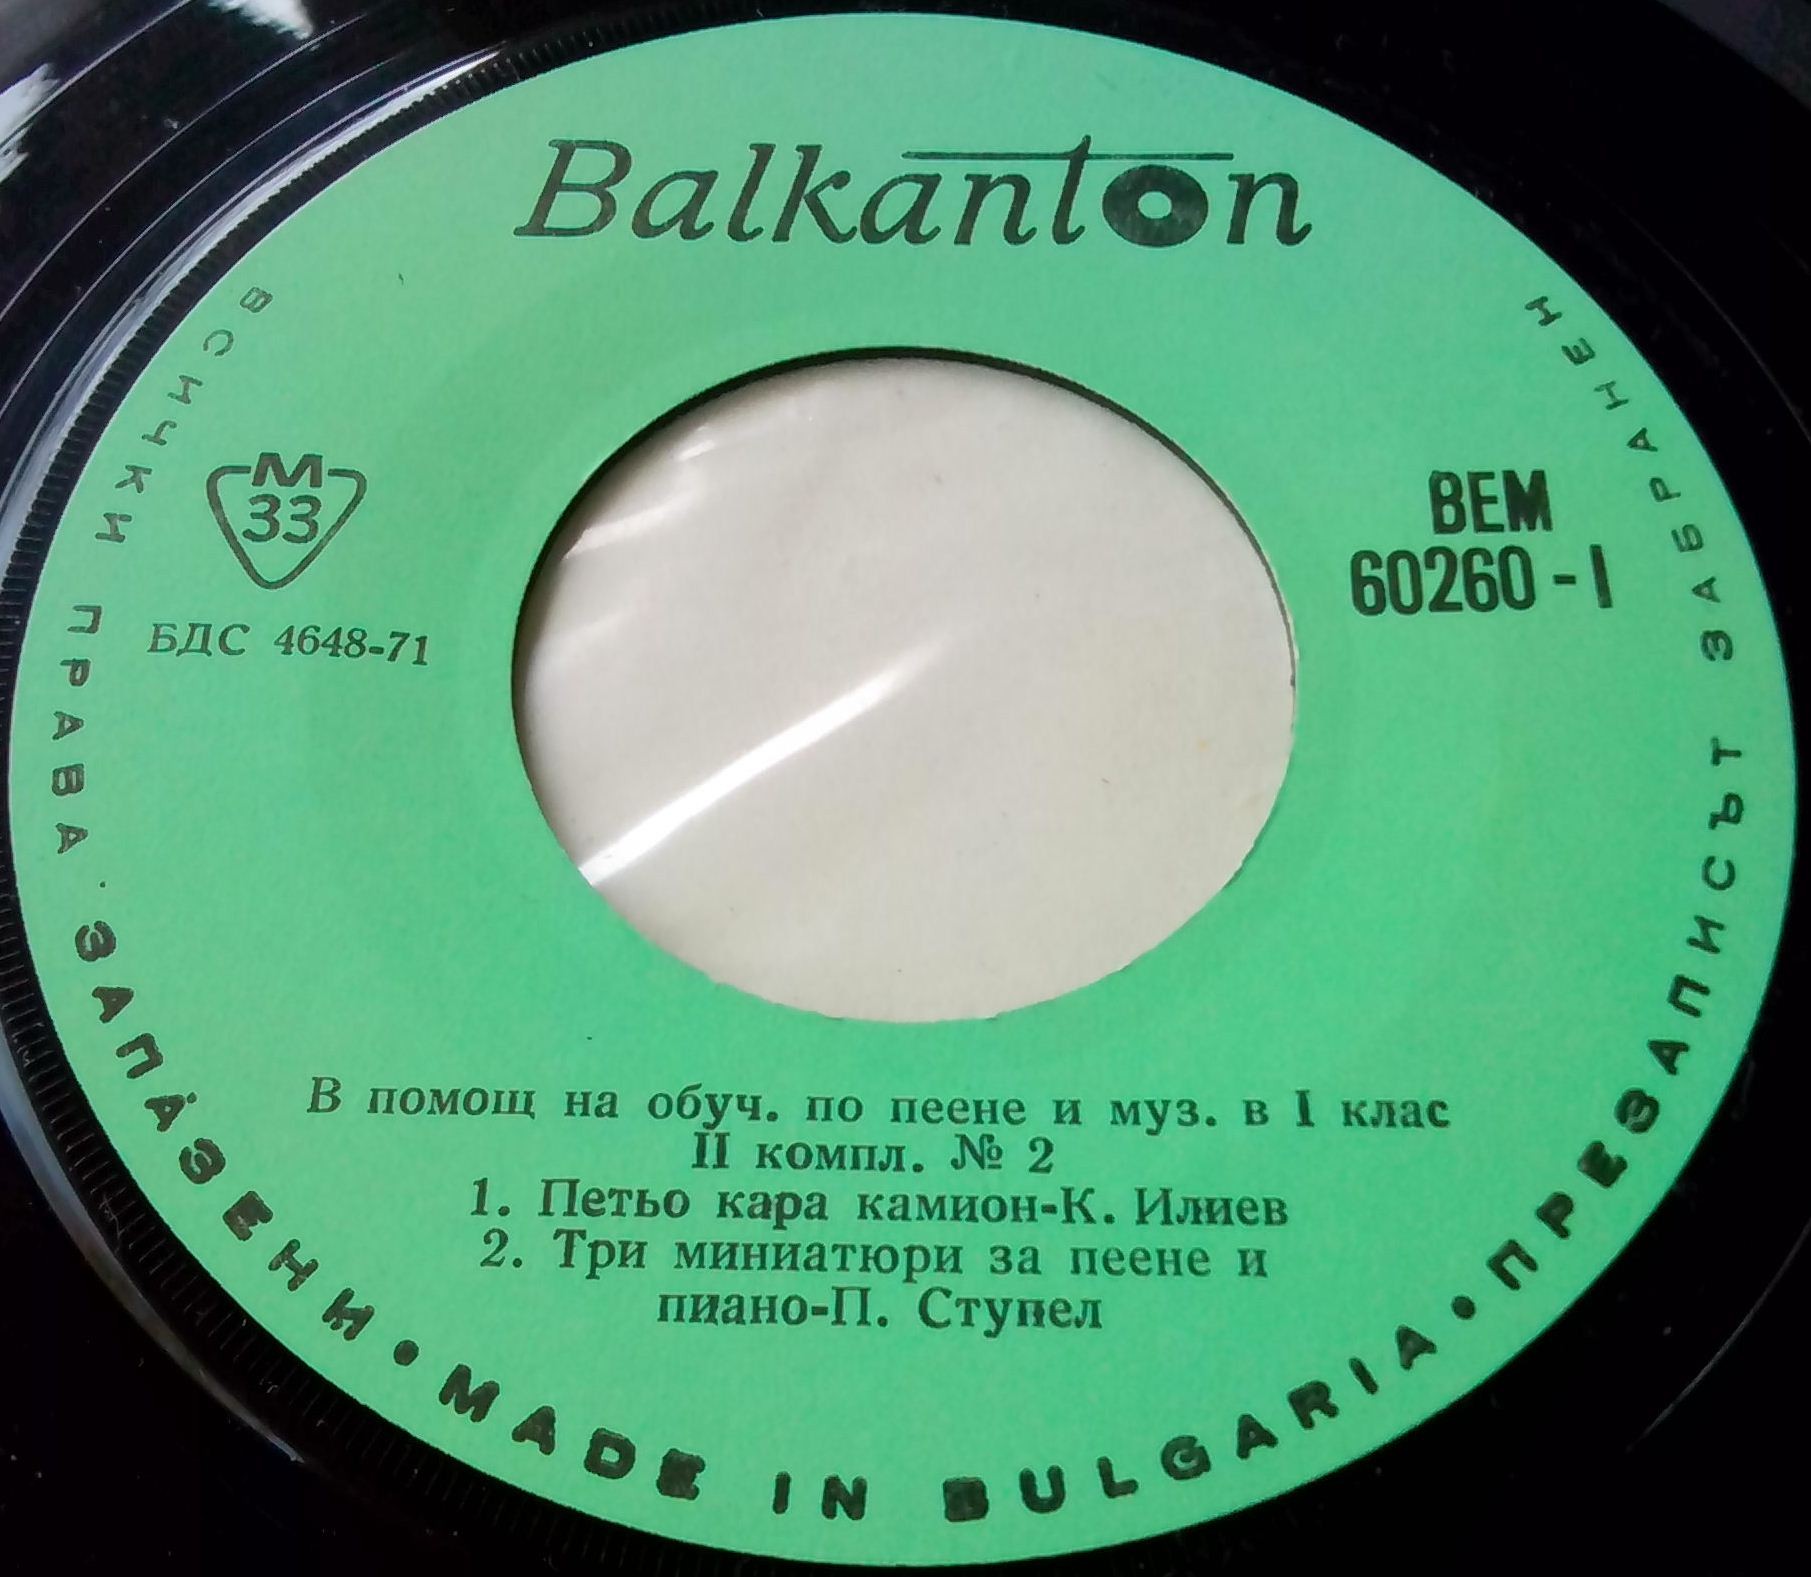 Balkanton
ВСИЧКИ ПРАВА · ЗАПАЗЕНИ • MADE IN BULGARIA • ПРЕЗАПИСЪТ ЗАБРАНЕН
М
33
БДС 4648-71
ВЕМ
60260 - I
В помощ на обуч. по пеене и муз. в I клас
II компл. № 2
1. Петьо кара камион-К. Илиев
2. Три миниатюри за пеене и
пиано-П. Ступел